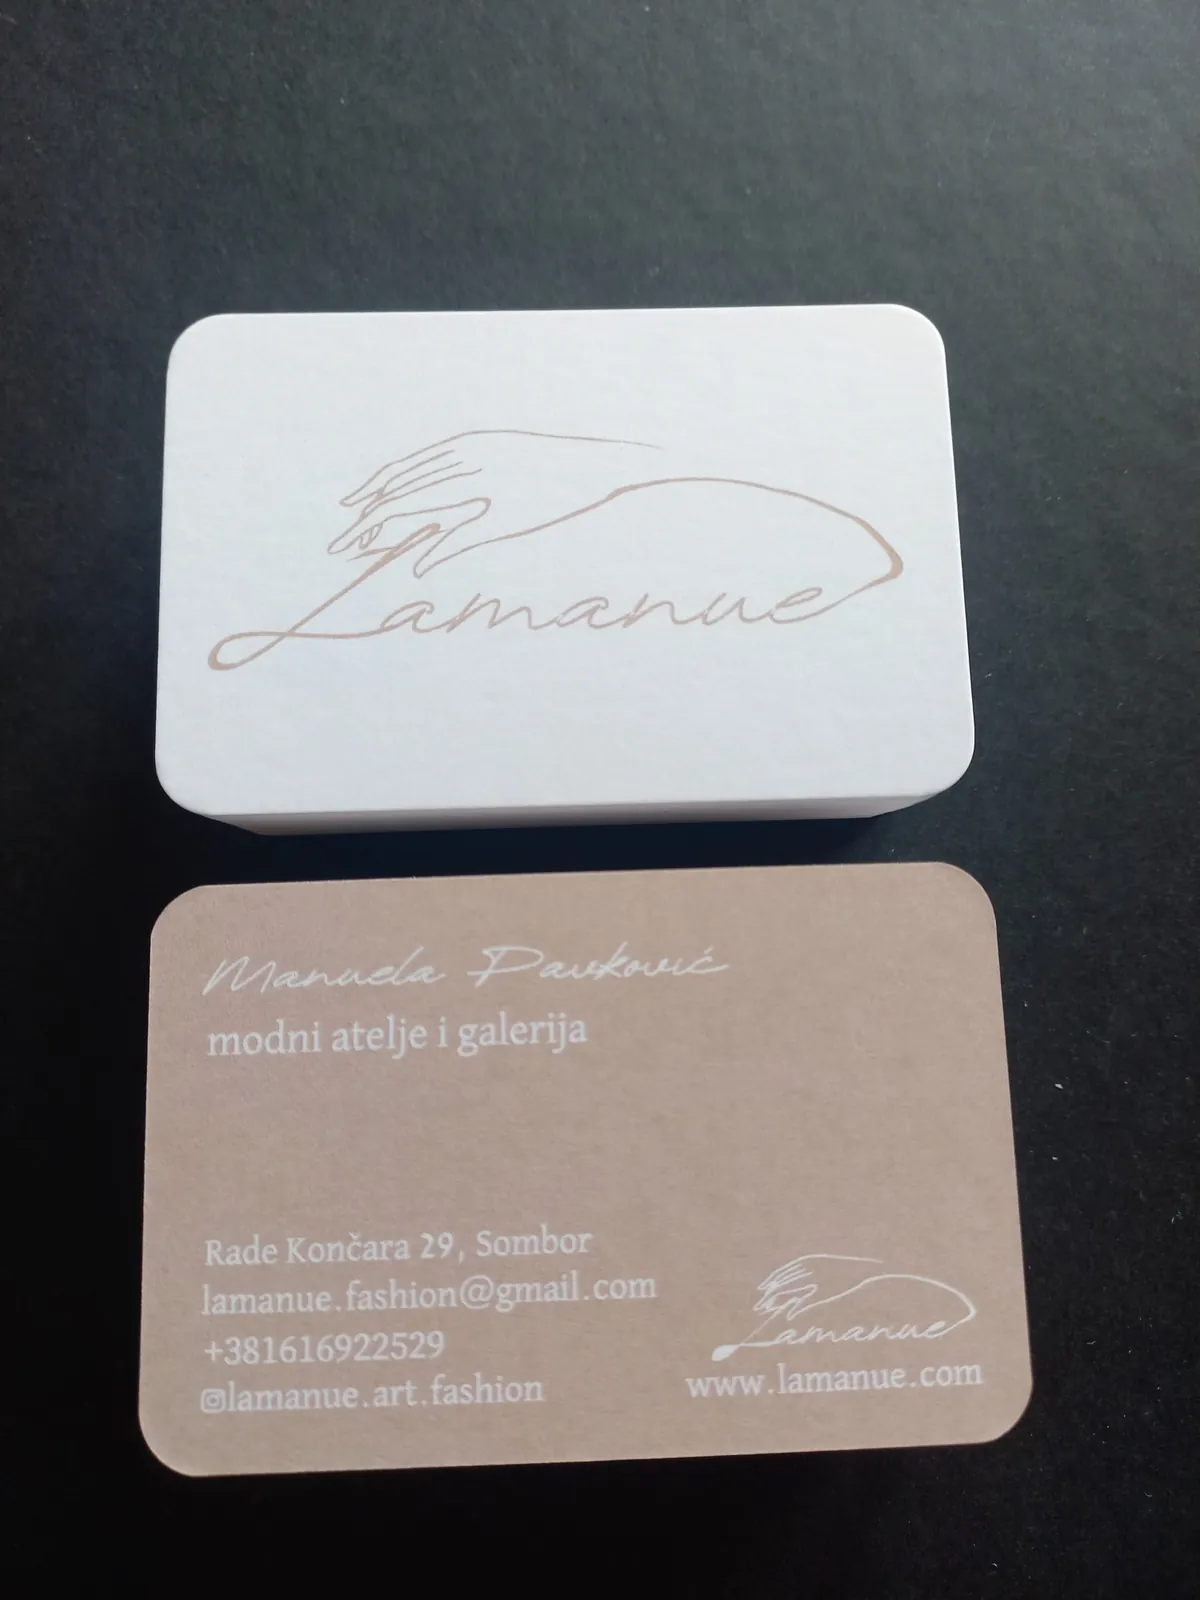 Lamanue
Manuela Pavković
modni atelje i galerija
Rade Končara 29, Sombor
lamanue.fashion@gmail.com
+381616922529
lamanue.art.fashion
Lamanue
www.lamanue.com